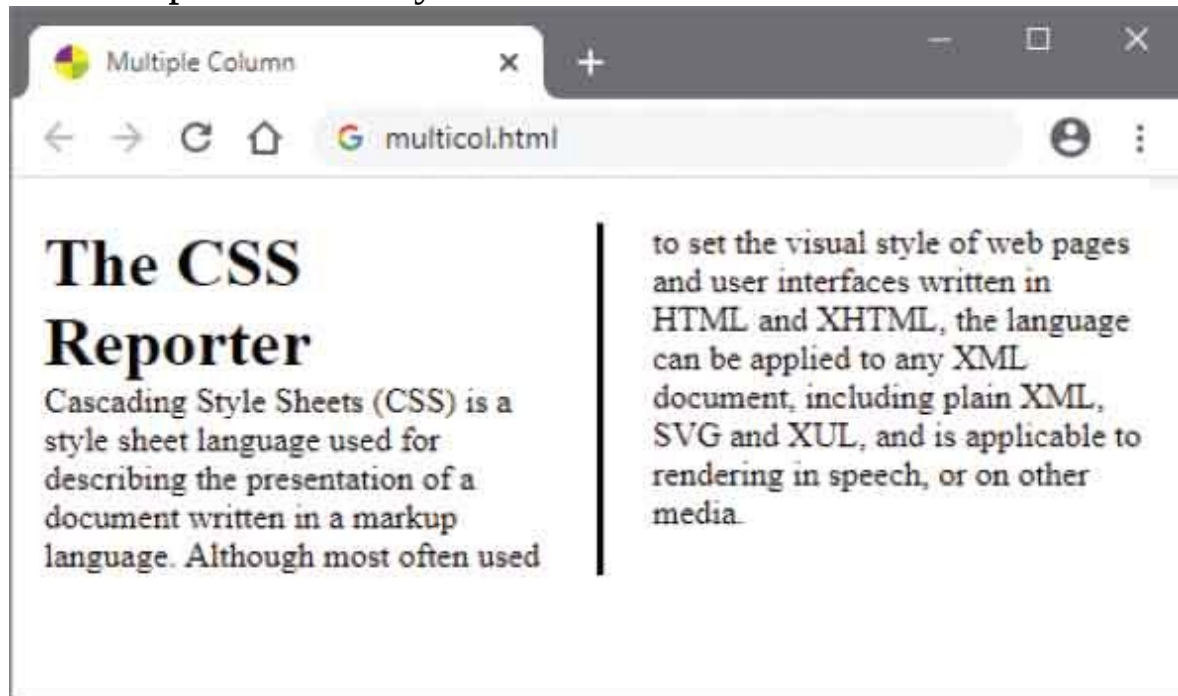 Multiple Column
multicol.html
The CSS
Reporter
Cascading Style Sheets (CSS) is a
style sheet language used for
describing the presentation of a
document written in a markup
language. Although most often used
to set the visual style of web pages
and user interfaces written in
HTML and XHTML, the language
can be applied to any XML
document, including plain XML,
SVG and XUL, and is applicable to
rendering in speech, or on other
media.